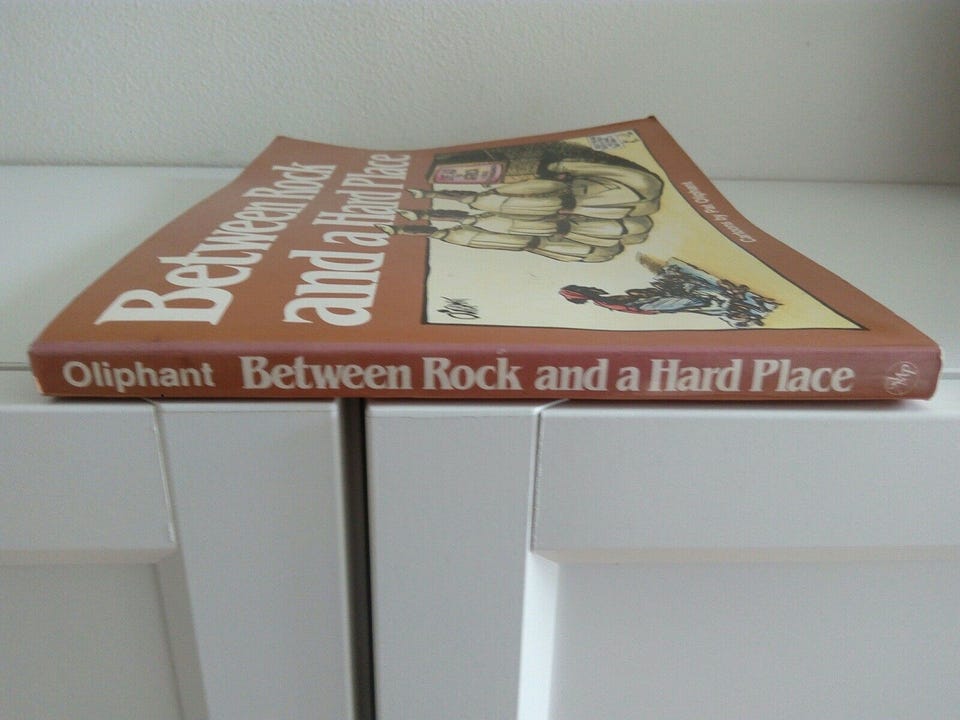 Between Rock
and a Hard Place
Cartoons by Pat Oliphant
Oliphant Between Rock and a Hard Place